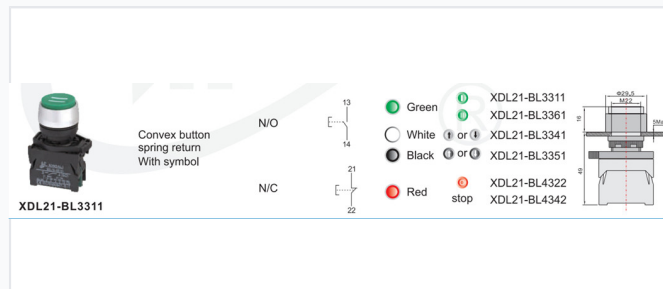 XDL21-BL3311
Convex button
spring return
With symbol
N/O
13
14
Green
XDL21-BL3311
XDL21-BL3361
White
or
XDL21-BL3341
Black
or
XDL21-BL3351
N/C
21
22
Red
XDL21-BL4322
stop
XDL21-BL4342
Φ29,5
M22
16
49